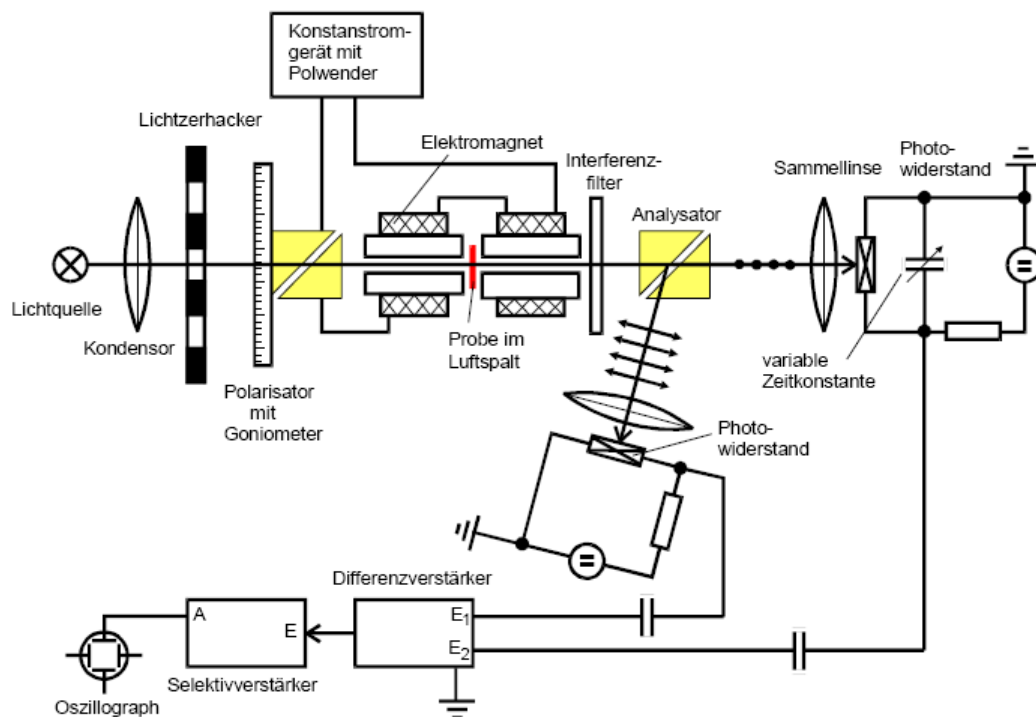 Konstanstrom-
gerät mit
Polwender
Lichtzerhacker
Elektromagnet
Interferenz-
filter
Analysator
Sammellinse
Photo-
widerstand
Lichtquelle
Kondensor
Polarisator
mit
Goniometer
Probe im
Luftspalt
variable
Zeitkonstante
Photo-
widerstand
Differenzverstärker
E1
E2
A
E
Selektivverstärker
Oszillograph